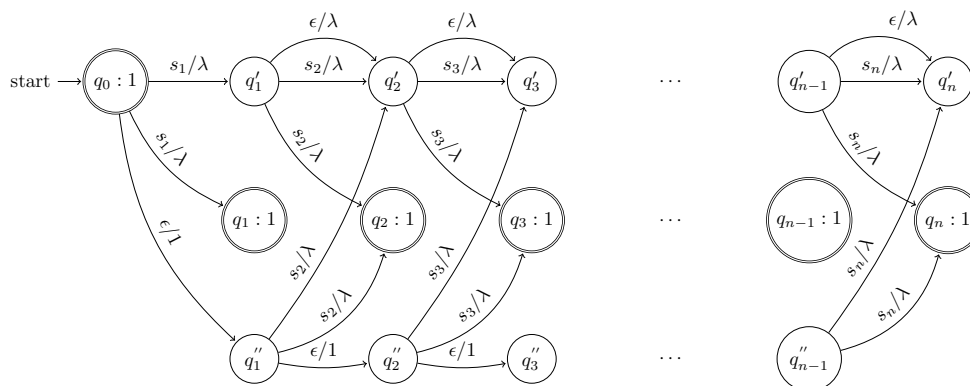 ϵ/λ ϵ/λ ϵ/λ
start q₀ : 1 s₁/λ q′₁ s₂/λ q′₂ s₃/λ q′₃ ... q′ₙ₋₁ sₙ/λ q′ₙ
s₁/λ s₂/λ s₃/λ sₙ/λ
q₁ : 1 q₂ : 1 q₃ : 1 ... qₙ₋₁ : 1 qₙ : 1
ϵ/1 s₂/λ s₃/λ sₙ/λ
s₂/λ s₃/λ sₙ/λ
q″₁ ϵ/1 q″₂ ϵ/1 q″₃ ... q″ₙ₋₁